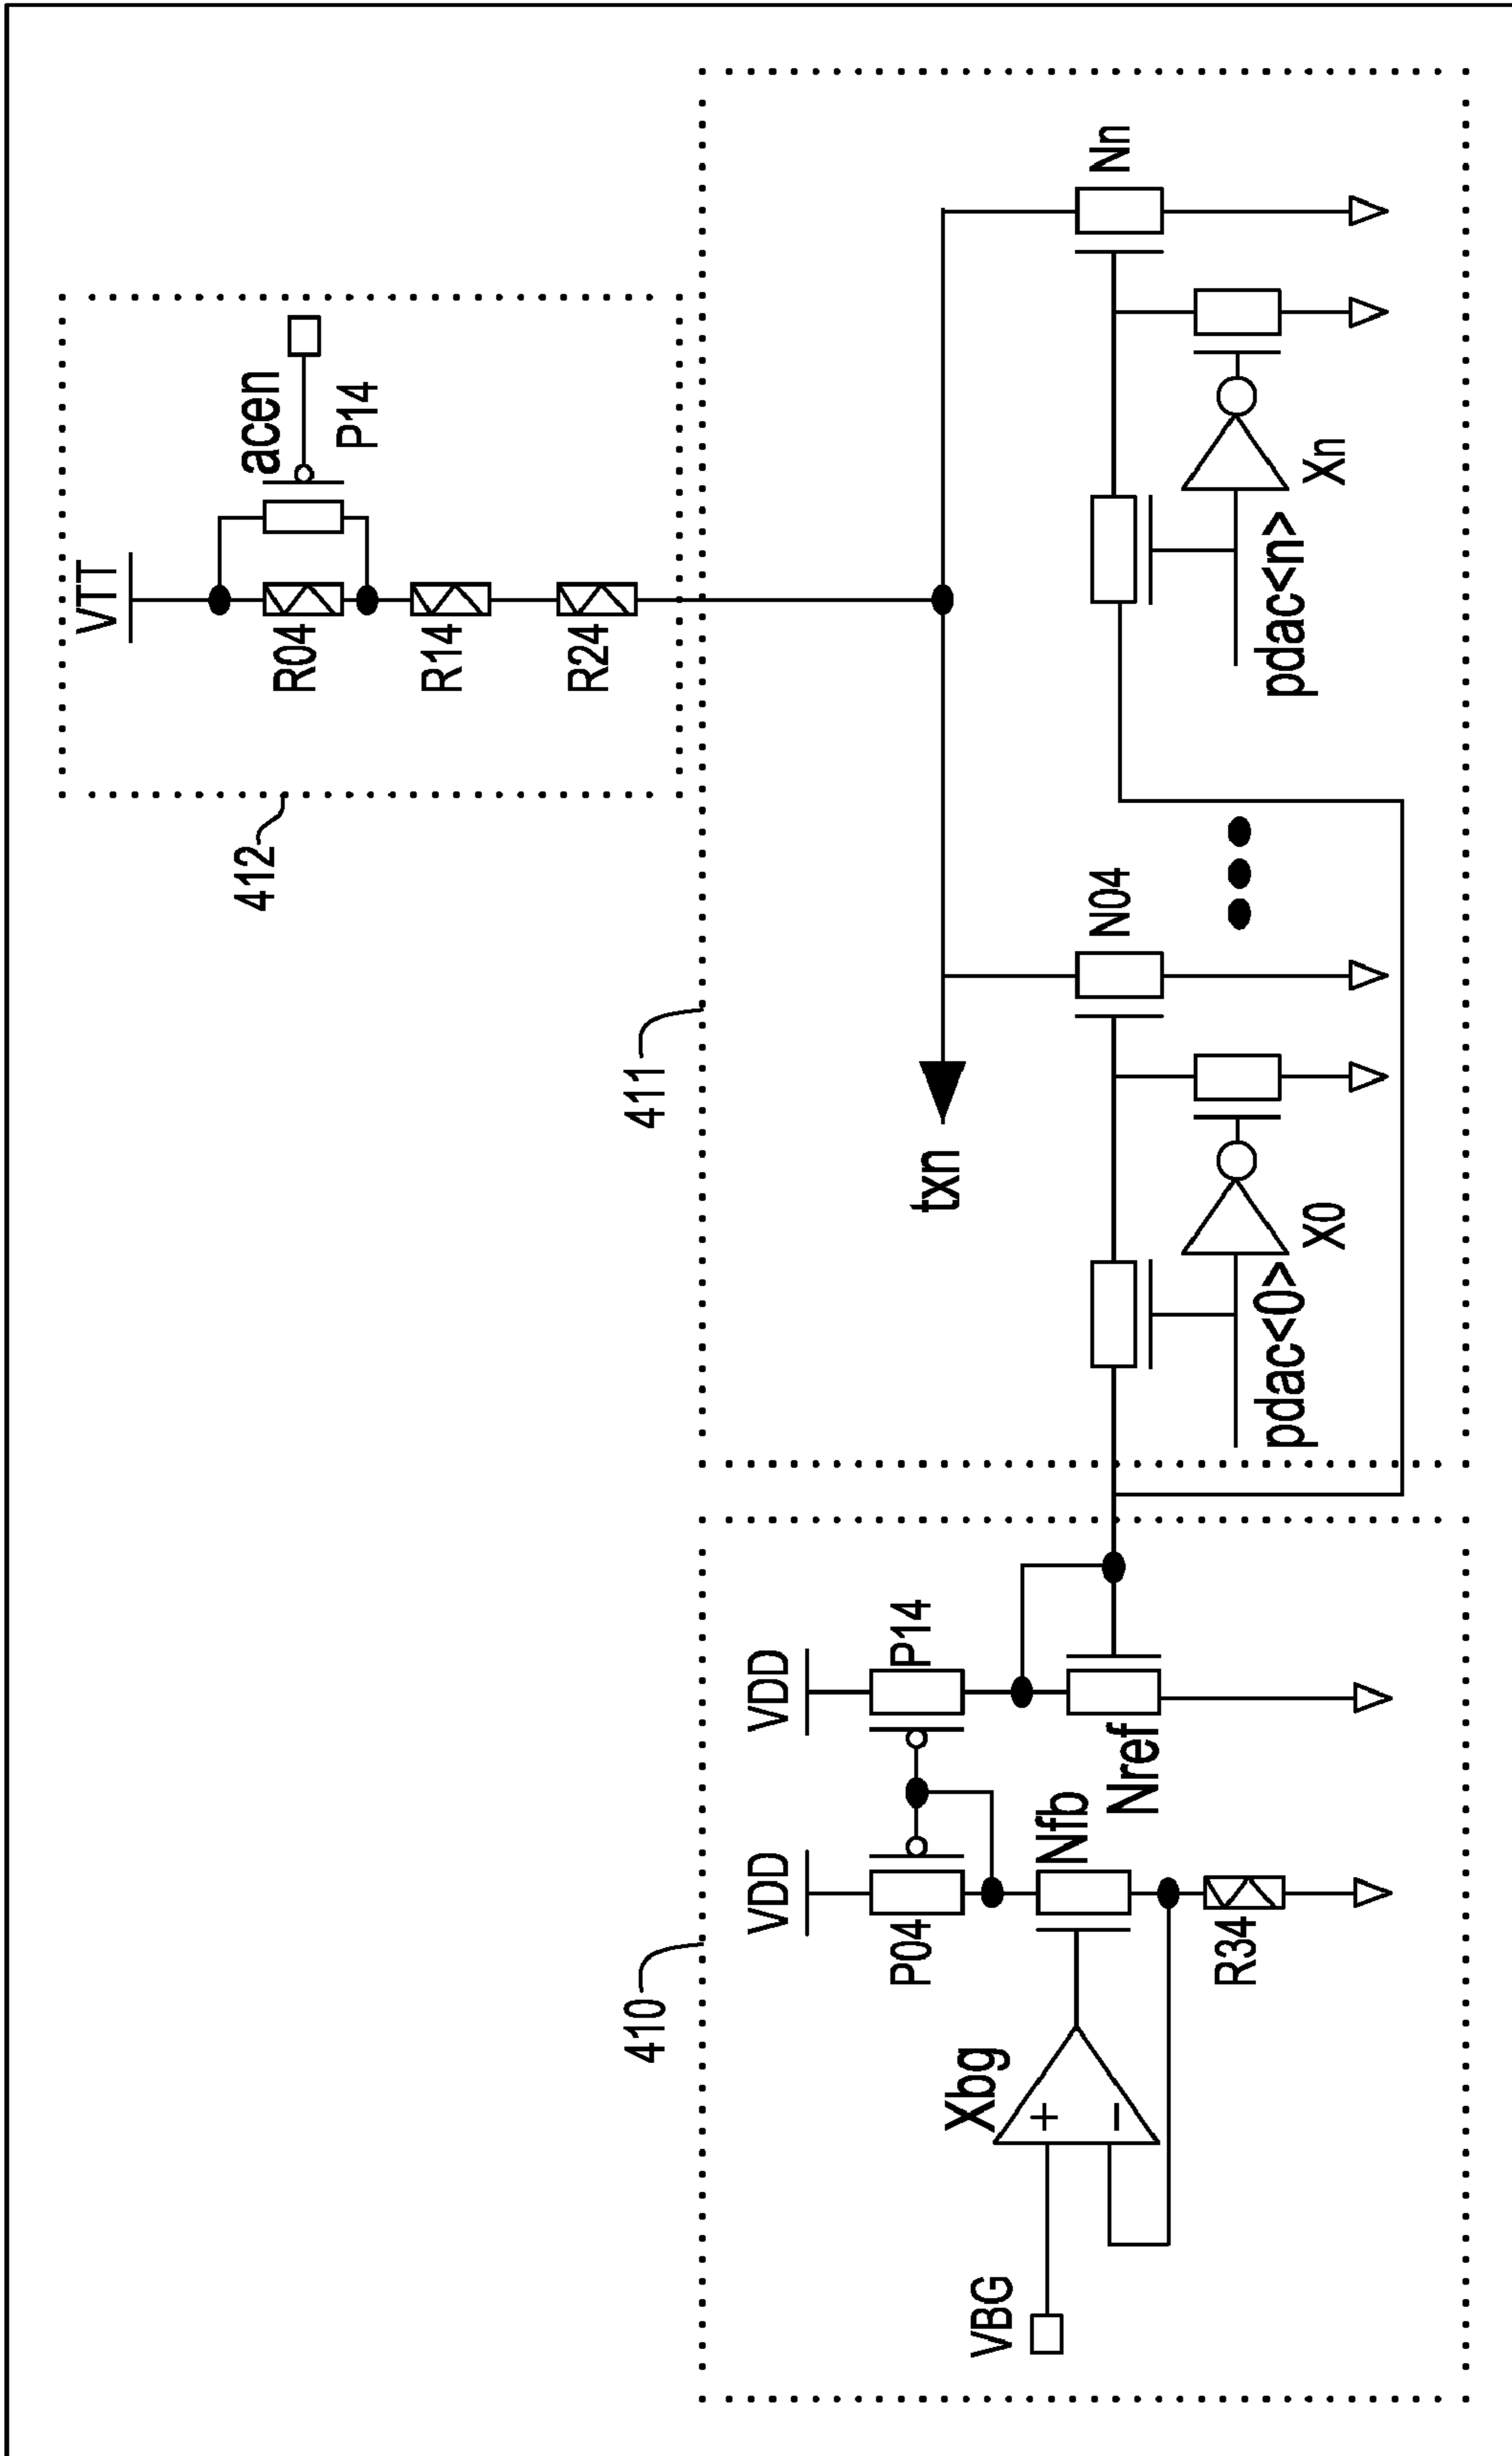 VTT
acen
P14
R04
R14
R24
412
411
txn
N04
Nn
X0
pdac<0>
Xn
pdac<n>
410
VDD
VDD
P04
P14
Nfb
Nref
Xbg
+
−
VBG
R34